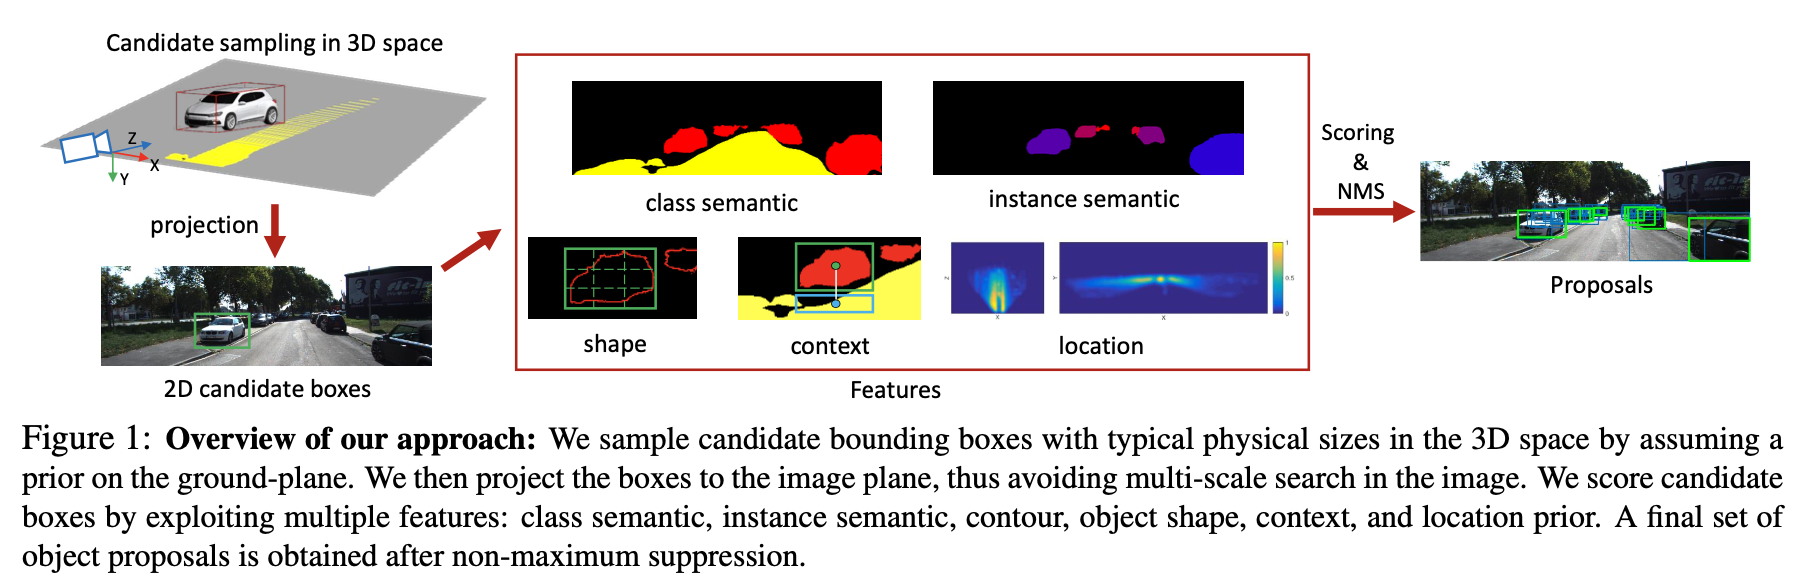 Candidate sampling in 3D space
Z
X
Y
projection
2D candidate boxes
class semantic
instance semantic
shape
context
Z
X
Y
X
1
0.5
0
location
Features
Scoring
&
NMS
Proposals
Figure 1: Overview of our approach: We sample candidate bounding boxes with typical physical sizes in the 3D space by assuming a
prior on the ground-plane. We then project the boxes to the image plane, thus avoiding multi-scale search in the image. We score candidate
boxes by exploiting multiple features: class semantic, instance semantic, contour, object shape, context, and location prior. A final set of
object proposals is obtained after non-maximum suppression.